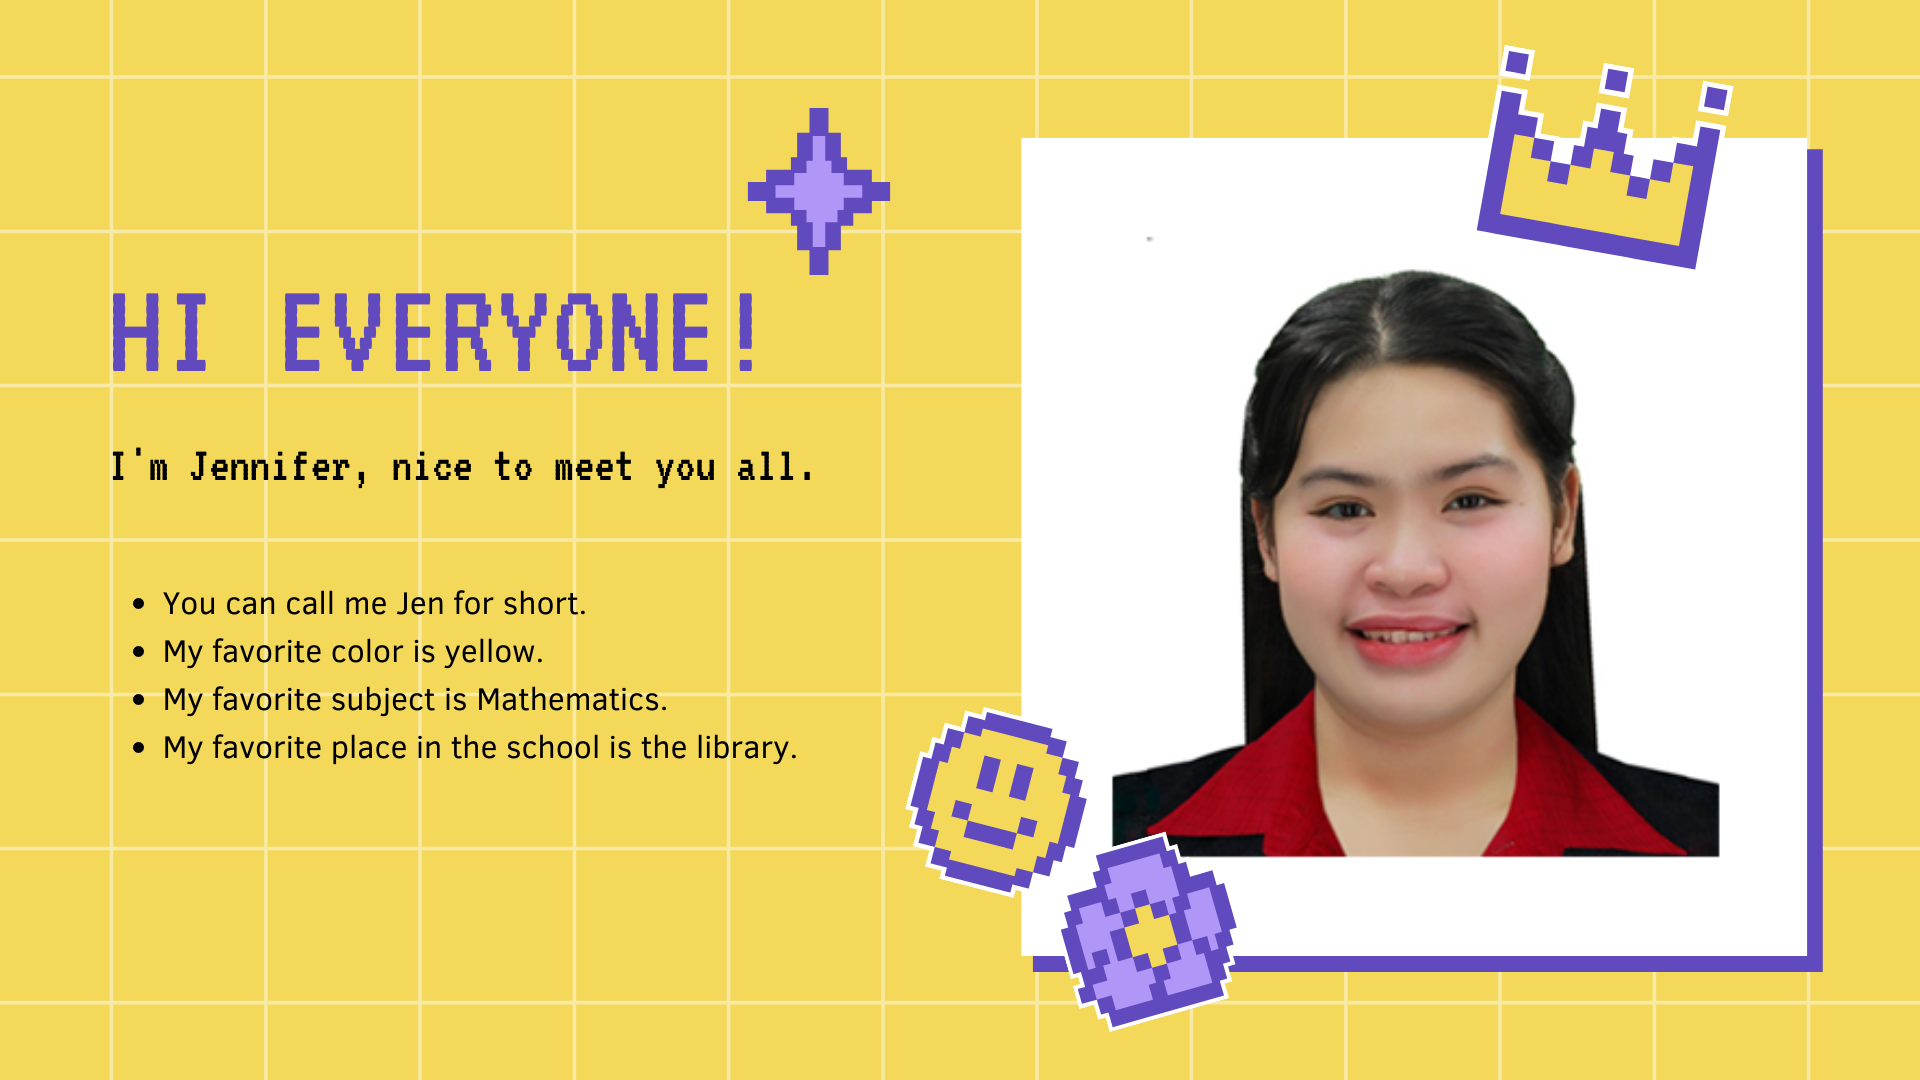 HI EVERYONE!
I'm Jennifer, nice to meet you all.
• You can call me Jen for short.
• My favorite color is yellow.
• My favorite subject is Mathematics.
• My favorite place in the school is the library.